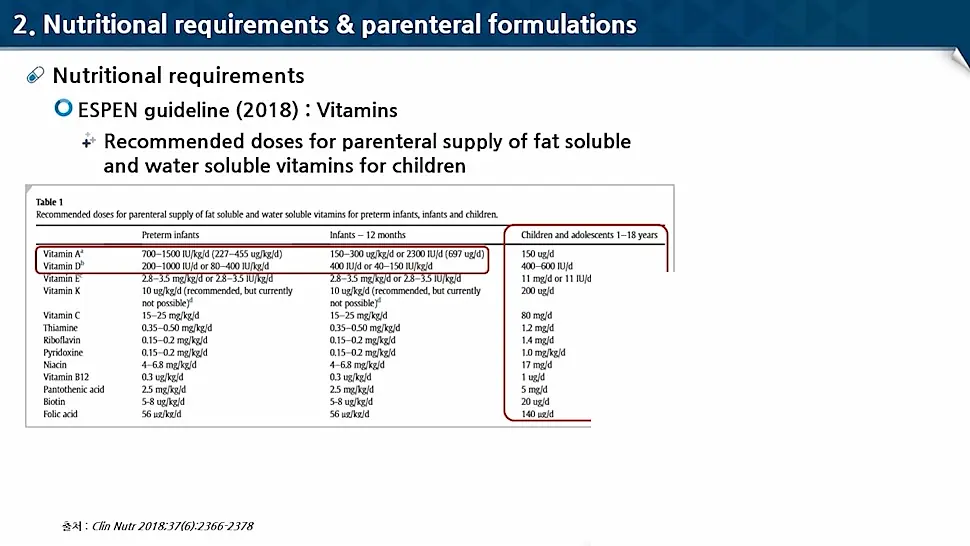 2. Nutritional requirements & parenteral formulations
Nutritional requirements
ESPEN guideline (2018) : Vitamins
Recommended doses for parenteral supply of fat soluble
and water soluble vitamins for children
Table 1
Recommended doses for parenteral supply of fat soluble and water soluble vitamins for preterm infants, infants and children.
Preterm infants Infants – 12 months Children and adolescents 1–18 years
Vitamin Aᵃ 700–1500 IU/kg/d (227–455 ug/kg/d) 150–300 ug/kg/d or 2300 IU/d (697 ug/d) 150 ug/d
Vitamin Dᵇ 200–1000 IU/d or 80–400 IU/kg/d 400 IU/d or 40–150 IU/kg/d 400–600 IU/d
Vitamin Eᶜ 2.8–3.5 mg/kg/d or 2.8–3.5 IU/kg/d 2.8–3.5 mg/kg/d or 2.8–3.5 IU/kg/d 11 mg/d or 11 IU/d
Vitamin K 10 ug/kg/d (recommended, but currently 10 ug/kg/d (recommended, but currently 200 ug/d
not possible)ᵈ not possible)ᵈ
Vitamin C 15–25 mg/kg/d 15–25 mg/kg/d 80 mg/d
Thiamine 0.35–0.50 mg/kg/d 0.35–0.50 mg/kg/d 1.2 mg/d
Riboflavin 0.15–0.2 mg/kg/d 0.15–0.2 mg/kg/d 1.4 mg/d
Pyridoxine 0.15–0.2 mg/kg/d 0.15–0.2 mg/kg/d 1.0 mg/kg/d
Niacin 4–6.8 mg/kg/d 4–6.8 mg/kg/d 17 mg/d
Vitamin B12 0.3 ug/kg/d 0.3 ug/kg/d 1 ug/d
Pantothenic acid 2.5 mg/kg/d 2.5 mg/kg/d 5 mg/d
Biotin 5-8 ug/kg/d 5-8 ug/kg/d 20 ug/d
Folic acid 56 µg/kg/d 56 µg/kg/d 140 µg/d
출처 : Clin Nutr 2018;37(6):2366-2378